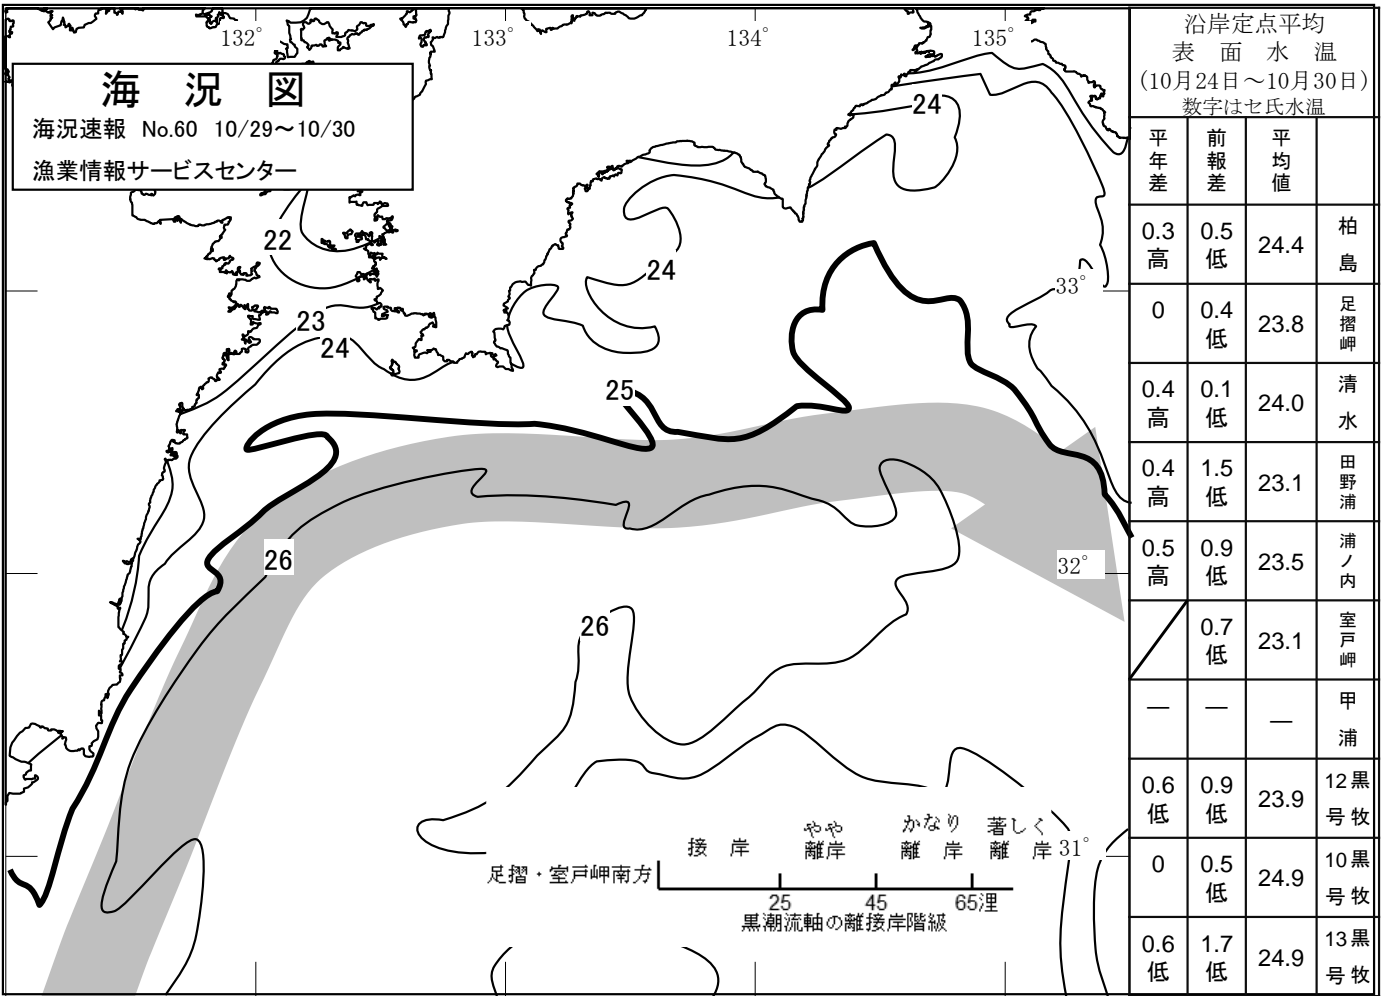 132°
133°
134°
135°
海 況 図
海況速報 No.60 10/29～10/30
漁業情報サービスセンター
24
22
24
33°
23
24
25
26
32°
26
接 岸
やや
離岸
かなり
離 岸
著しく
離 岸
31°
足摺・室戸岬南方
25 45 65浬
黒潮流軸の離接岸階級
沿岸定点平均
表 面 水 温
(10月24日～10月30日)
数字はセ氏水温
平年差 前報差 平均値
0.3高 0.5低 24.4 柏島
0 0.4低 23.8 足摺岬
0.4高 0.1低 24.0 清水
0.4高 1.5低 23.1 田野浦
0.5高 0.9低 23.5 浦ノ内
0.7低 23.1 室戸岬
— — — 甲浦
0.6低 0.9低 23.9 黒牧12号
0 0.5低 24.9 黒牧10号
0.6低 1.7低 24.9 黒牧13号